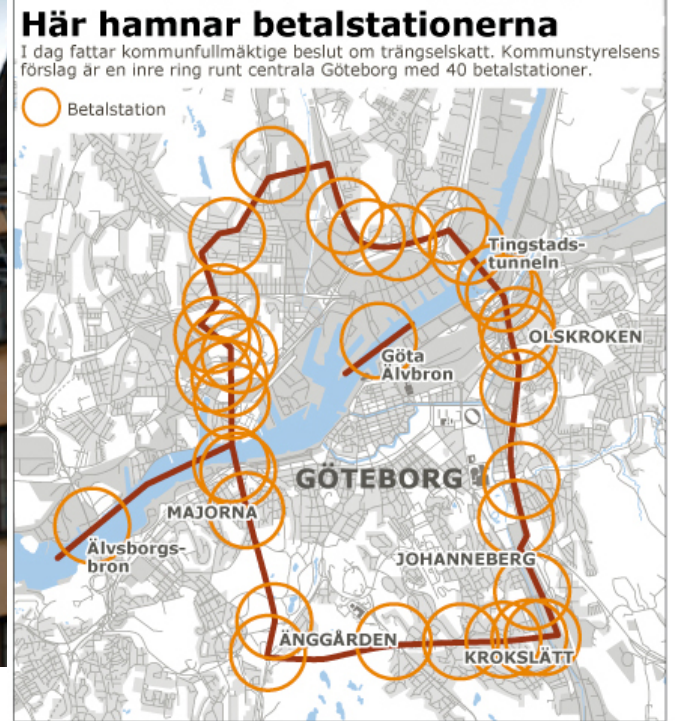 Här hamnar betalstationerna
I dag fattar kommunfullmäktige beslut om trängselskatt. Kommunstyrelsens
förslag är en inre ring runt centrala Göteborg med 40 betalstationer.
Betalstation
Tingstads-
tunneln
OLSKROKEN
Göta
Älvbron
GÖTEBORG
MAJORNA
Älvsborgs-
bron
JOHANNEBERG
ÄNGGÅRDEN
KROKSLÄTT